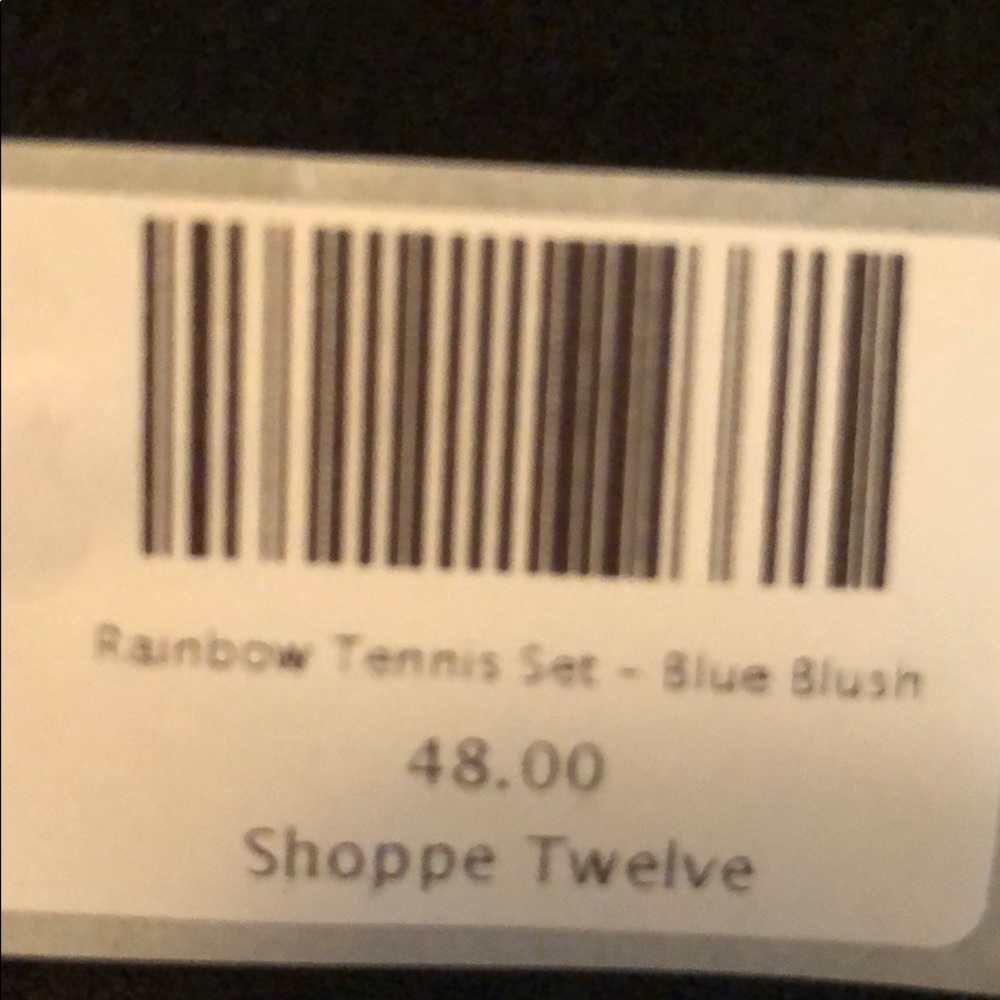 Rainbow Tennis Set - Blue Blush
48.00
Shoppe Twelve